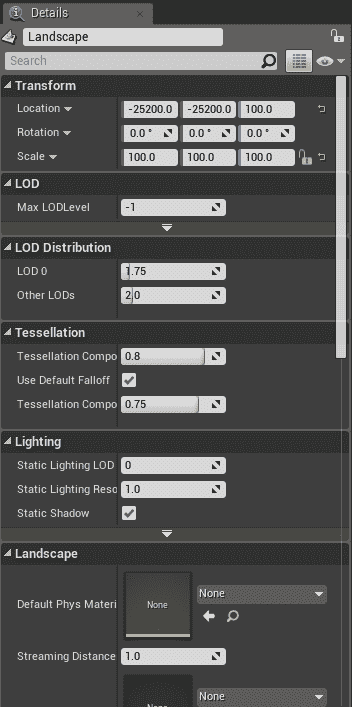 Details
Landscape
Search
Transform
Location -25200.0 -25200.0 100.0
Rotation 0.0 ° 0.0 ° 0.0 °
Scale 100.0 100.0 100.0
LOD
Max LODLevel -1
LOD Distribution
LOD 0 1.75
Other LODs 2.0
Tessellation
Tessellation Compo 0.8
Use Default Falloff
Tessellation Compo 0.75
Lighting
Static Lighting LOD 0
Static Lighting Reso 1.0
Static Shadow
Landscape
None
Default Phys Materi None
Streaming Distance 1.0
None